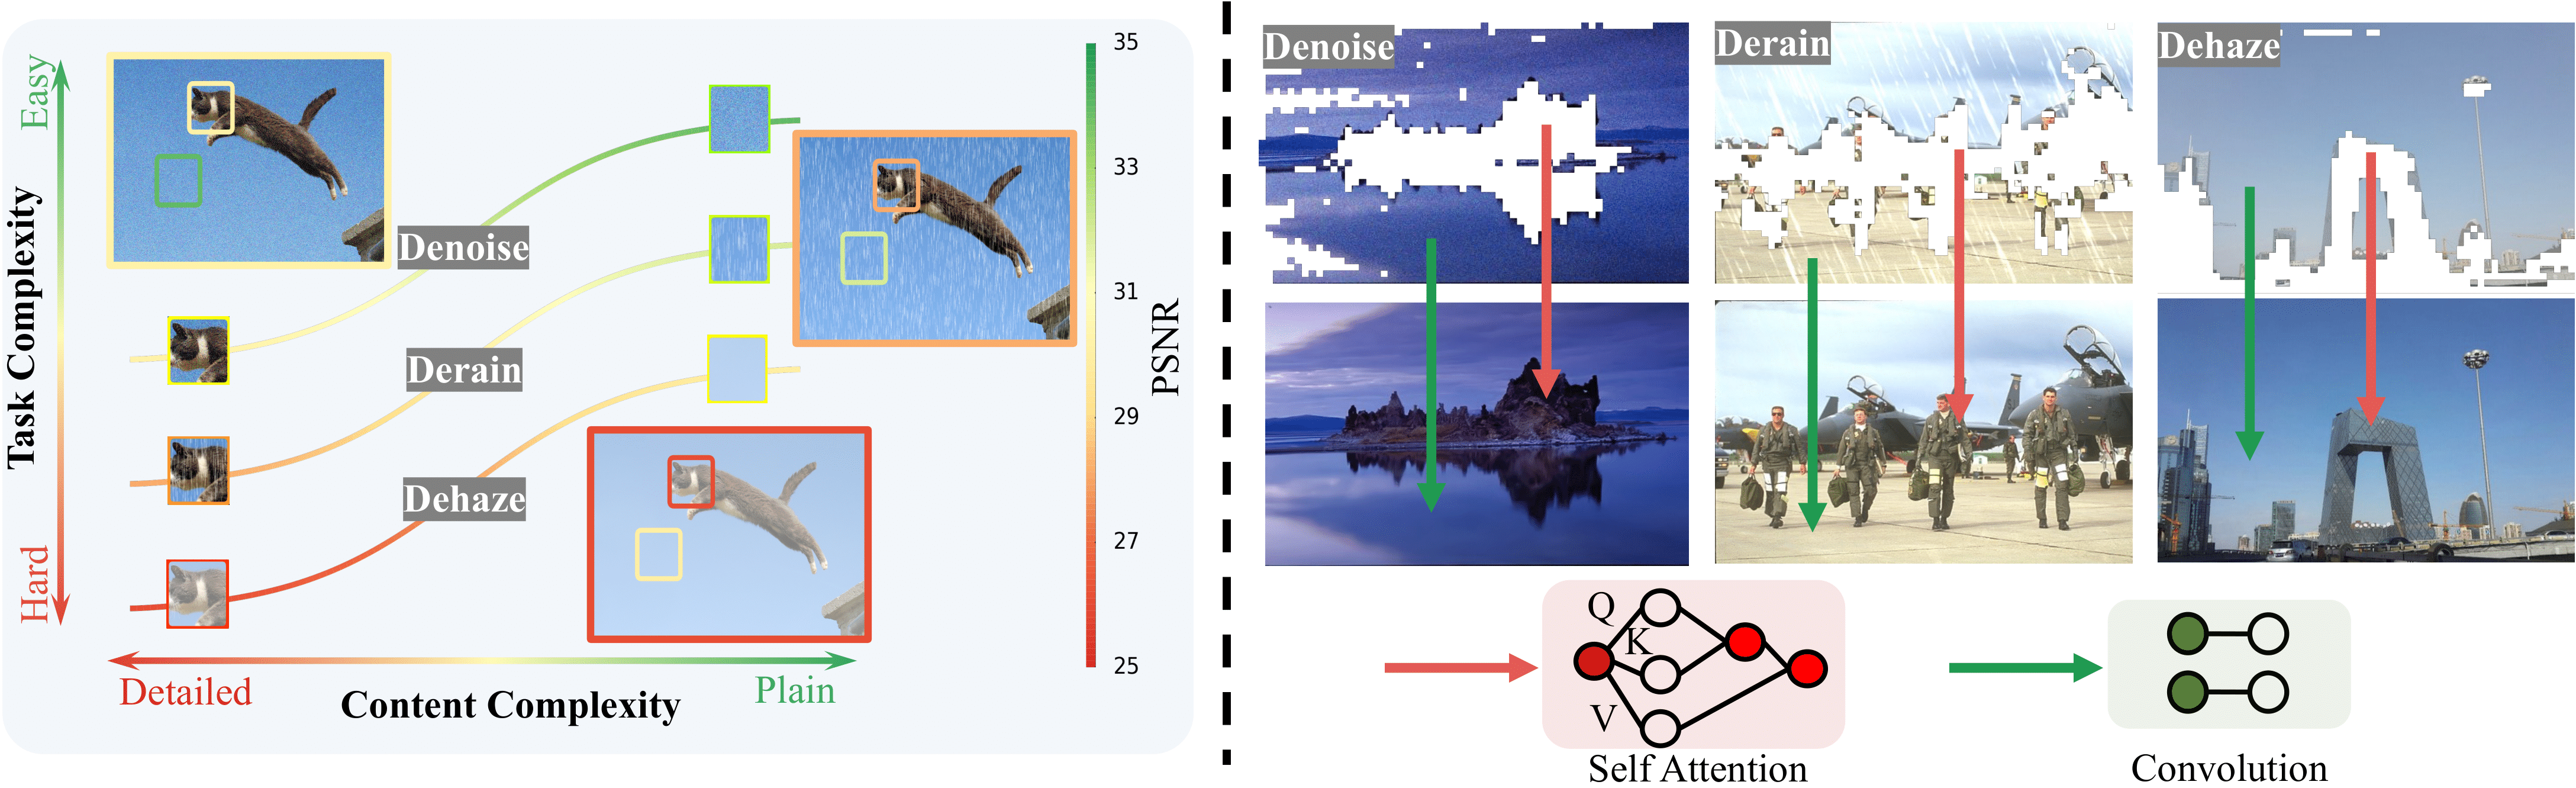 Easy
Task Complexity
Hard
Denoise
Derain
Dehaze
Detailed
Content Complexity
Plain
35
33
31
29
27
25
PSNR
Denoise
Derain
Dehaze
Q
K
V
Self Attention
Convolution